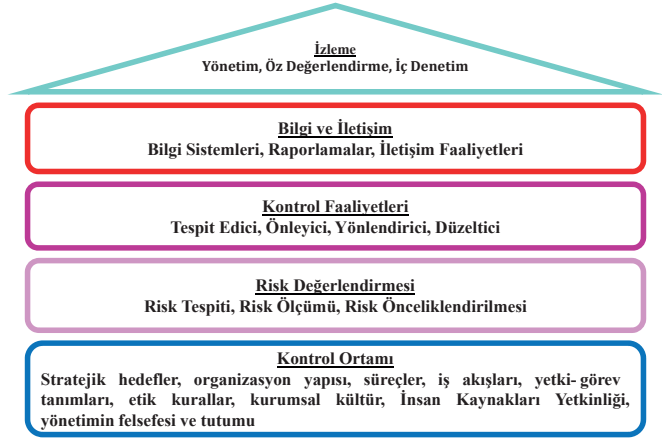 İzleme
Yönetim, Öz Değerlendirme, İç Denetim
Bilgi ve İletişim
Bilgi Sistemleri, Raporlamalar, İletişim Faaliyetleri
Kontrol Faaliyetleri
Tespit Edici, Önleyici, Yönlendirici, Düzeltici
Risk Değerlendirmesi
Risk Tespiti, Risk Ölçümü, Risk Önceliklendirilmesi
Kontrol Ortamı
Stratejik hedefler, organizasyon yapısı, süreçler, iş akışları, yetki- görev
tanımları, etik kurallar, kurumsal kültür, İnsan Kaynakları Yetkinliği,
yönetimin felsefesi ve tutumu